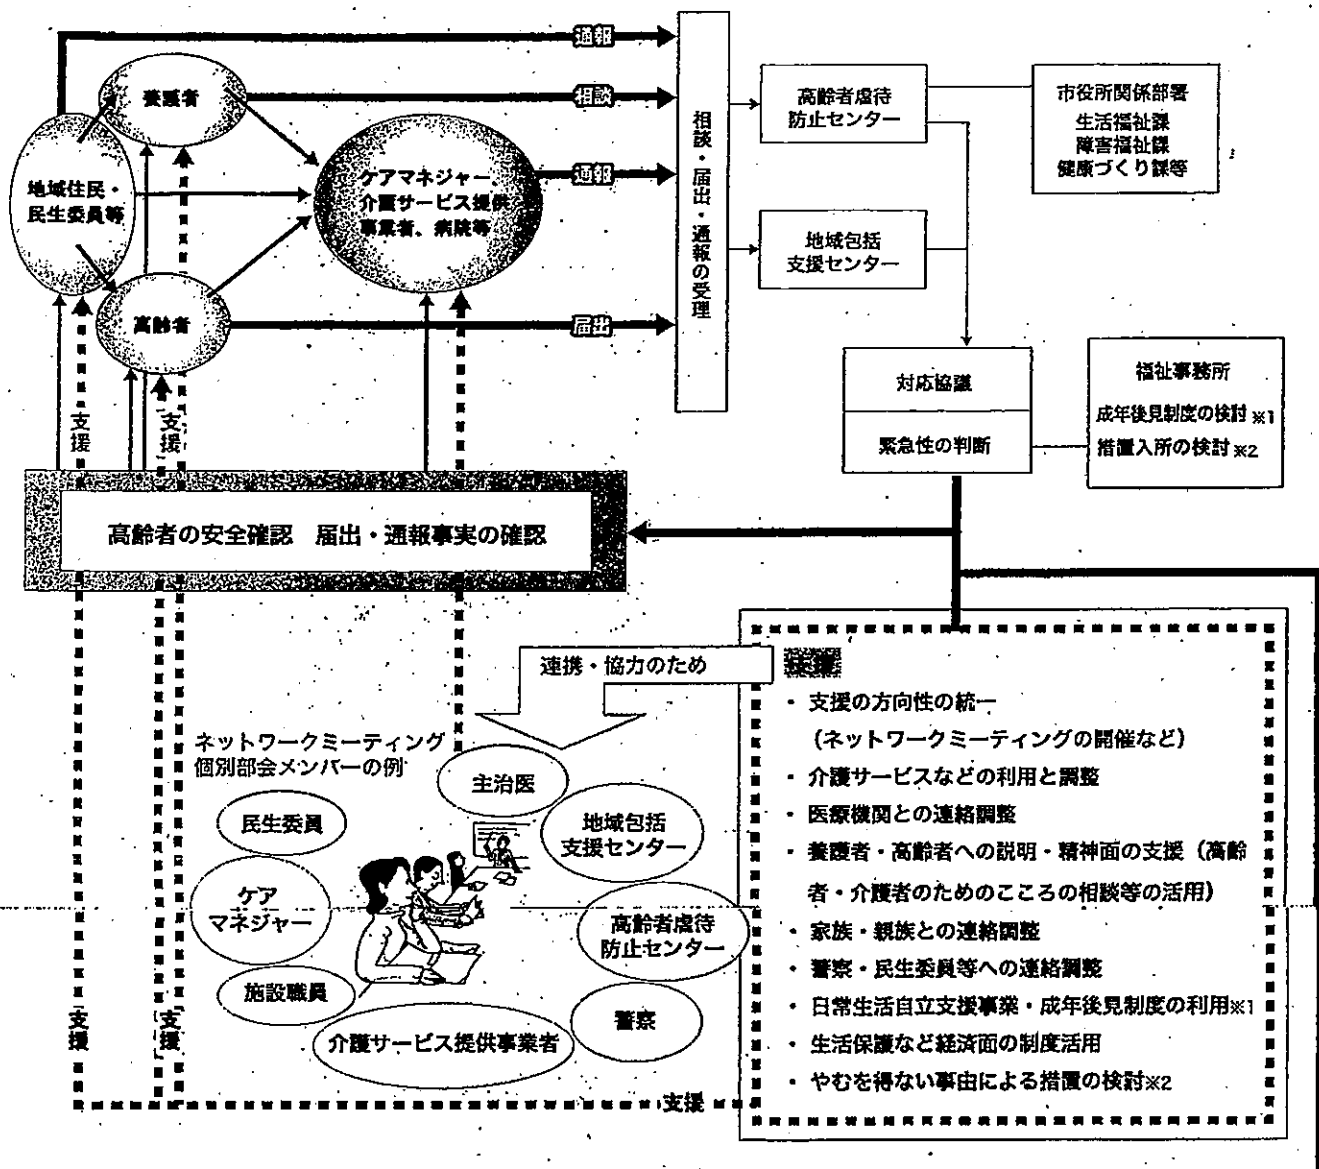 通報
養護者
相談
地域住民・
民生委員等
ケアマネジャー、
介護サービス提供
事業者、病院等
通報
高齢者
届出
相談・届出・通報の受理
高齢者虐待
防止センター
市役所関係部署
生活福祉課
障害福祉課
健康づくり課等
地域包括
支援センター
対応協議
緊急性の判断
福祉事務所
成年後見制度の検討※1
措置入所の検討※2
支援
支援
高齢者の安全確認 届出・通報事実の確認
連携・協力のため
支援
・支援の方向性の統一
（ネットワークミーティングの開催など）
・介護サービスなどの利用と調整
・医療機関との連絡調整
・養護者・高齢者への説明・精神面の支援（高齢
者・介護者のためのこころの相談等の活用）
・家族・親族との連絡調整
・警察・民生委員等への連絡調整
・日常生活自立支援事業・成年後見制度の利用※1
・生活保護など経済面の制度活用
・やむを得ない事由による措置の検討※2
ネットワークミーティング
個別部会メンバーの例
主治医
民生委員
地域包括
支援センター
ケア
マネジャー
高齢者虐待
防止センター
施設職員
警察
介護サービス提供事業者
支援
支援
支援